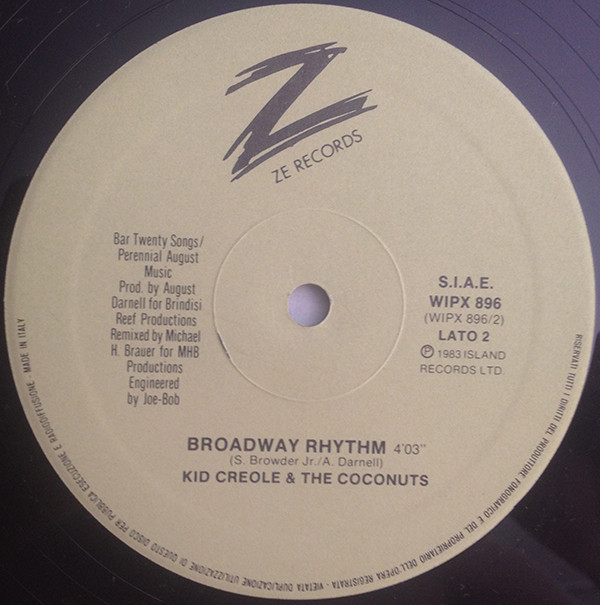 Z
ZE RECORDS
Bar Twenty Songs/
Perennial August
Music
Prod. by August
Darnell for Brindisi
Reef Productions
Remixed by Michael
H. Brauer for MHB
Productions
Engineered
by Joe-Bob
S.I.A.E.
WIPX 896
(WIPX 896/2)
LATO 2
℗ 1983 ISLAND
RECORDS LTD.
BROADWAY RHYTHM 4'03"
(S. Browder Jr./A. Darnell)
KID CREOLE & THE COCONUTS
RISERVATI TUTTI I DIRITTI DEL PRODUTTORE FONOGRAFICO E DEL PROPRIETARIO DELL'OPERA REGISTRATA - VIETATA DUPLICAZIONE UTILIZZAZIONE DI QUESTO DISCO PER PUBBLICA ESECUZIONE E RADIODIFFUSIONE - MADE IN ITALY